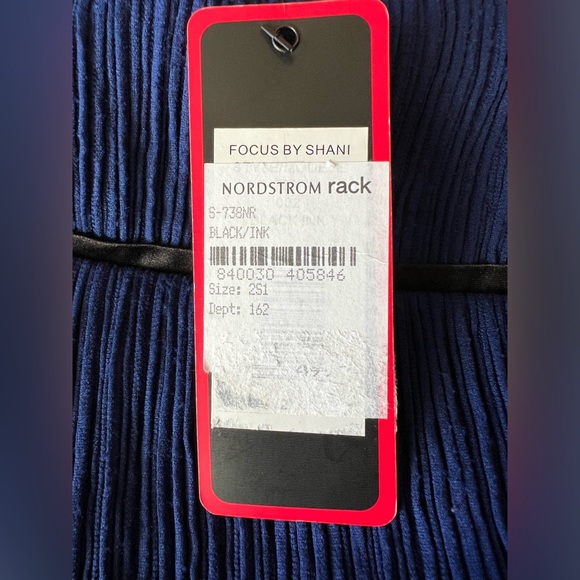 FOCUS BY SHANI
NORDSTROM rack
S-738NR
BLACK/INK
840030 405846
Size: 2S1
Dept: 162